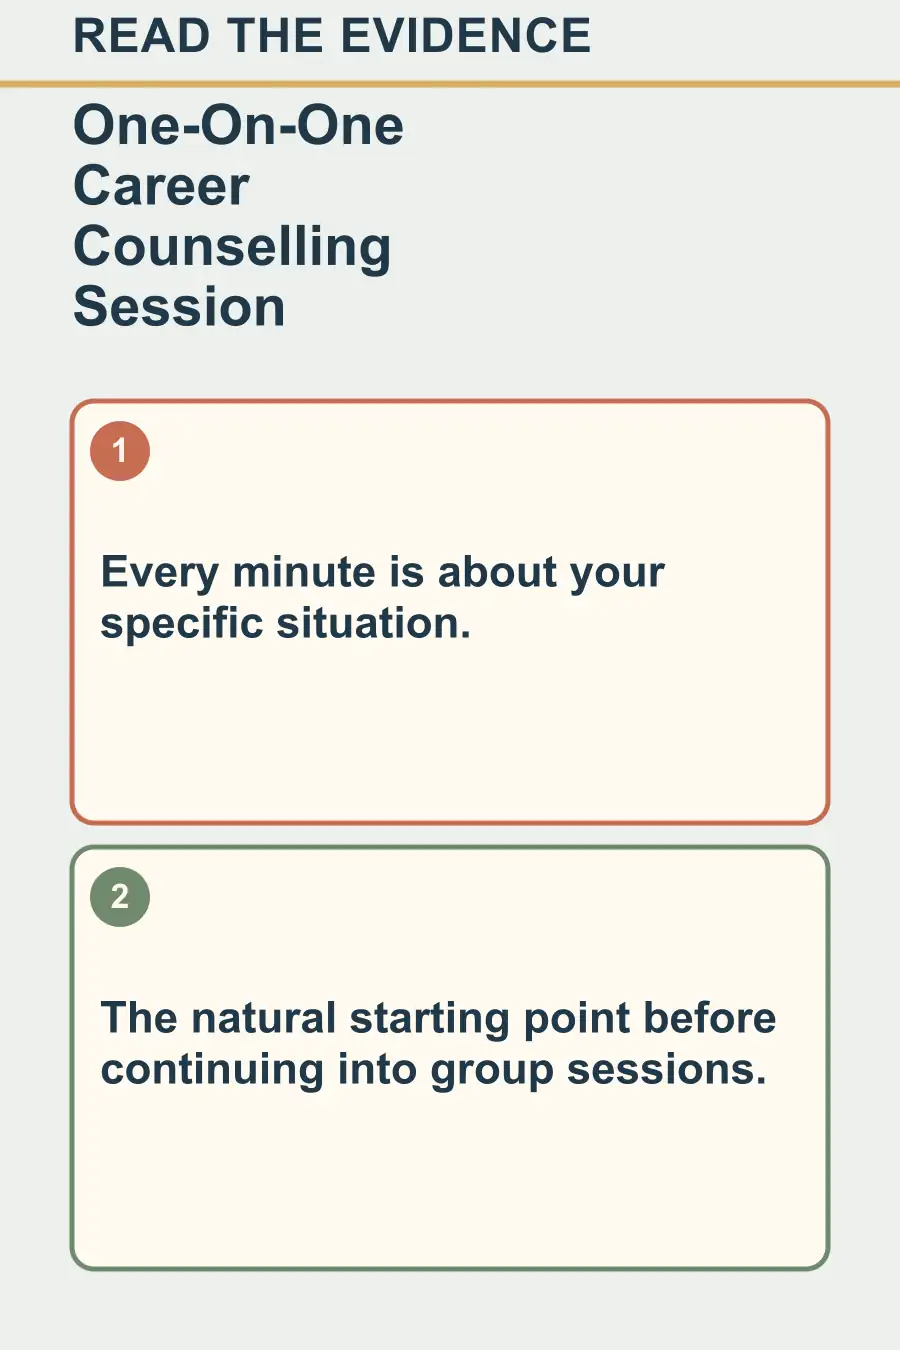 READ THE EVIDENCE
One-On-One
Career
Counselling
Session
1
Every minute is about your
specific situation.
2
The natural starting point before
continuing into group sessions.